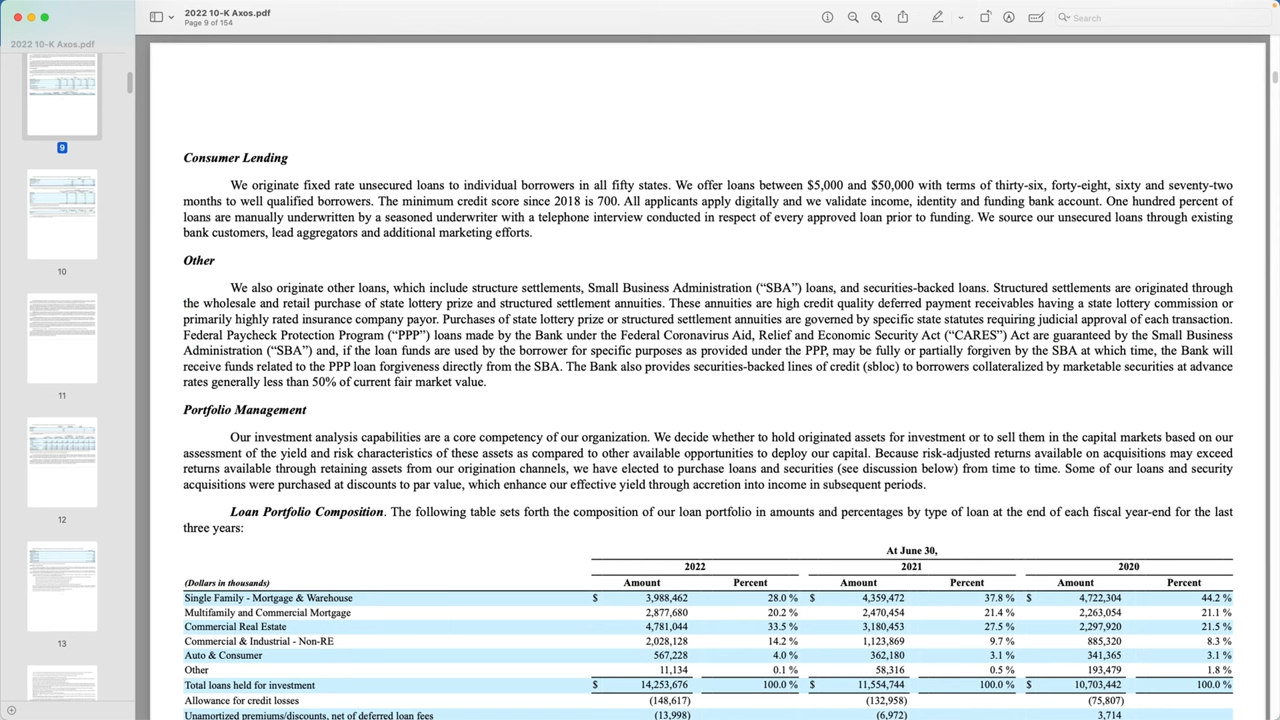 2022 10-K Axos.pdf
Page 9 of 154
Search
2022 10-K Axos.pdf
9
10
11
12
13
Consumer Lending
We originate fixed rate unsecured loans to individual borrowers in all fifty states. We offer loans between $5,000 and $50,000 with terms of thirty-six, forty-eight, sixty and seventy-two
months to well qualified borrowers. The minimum credit score since 2018 is 700. All applicants apply digitally and we validate income, identity and funding bank account. One hundred percent of
loans are manually underwritten by a seasoned underwriter with a telephone interview conducted in respect of every approved loan prior to funding. We source our unsecured loans through existing
bank customers, lead aggregators and additional marketing efforts.
Other
We also originate other loans, which include structure settlements, Small Business Administration (“SBA”) loans, and securities-backed loans. Structured settlements are originated through
the wholesale and retail purchase of state lottery prize and structured settlement annuities. These annuities are high credit quality deferred payment receivables having a state lottery commission or
primarily highly rated insurance company payor. Purchases of state lottery prize or structured settlement annuities are governed by specific state statutes requiring judicial approval of each transaction.
Federal Paycheck Protection Program (“PPP”) loans made by the Bank under the Federal Coronavirus Aid, Relief and Economic Security Act (“CARES”) Act are guaranteed by the Small Business
Administration (“SBA”) and, if the loan funds are used by the borrower for specific purposes as provided under the PPP, may be fully or partially forgiven by the SBA at which time, the Bank will
receive funds related to the PPP loan forgiveness directly from the SBA. The Bank also provides securities-backed lines of credit (sbloc) to borrowers collateralized by marketable securities at advance
rates generally less than 50% of current fair market value.
Portfolio Management
Our investment analysis capabilities are a core competency of our organization. We decide whether to hold originated assets for investment or to sell them in the capital markets based on our
assessment of the yield and risk characteristics of these assets as compared to other available opportunities to deploy our capital. Because risk-adjusted returns available on acquisitions may exceed
returns available through retaining assets from our origination channels, we have elected to purchase loans and securities (see discussion below) from time to time. Some of our loans and security
acquisitions were purchased at discounts to par value, which enhance our effective yield through accretion into income in subsequent periods.
Loan Portfolio Composition. The following table sets forth the composition of our loan portfolio in amounts and percentages by type of loan at the end of each fiscal year-end for the last
three years:
At June 30,
2022 2021 2020
(Dollars in thousands) Amount Percent Amount Percent Amount Percent
Single Family - Mortgage & Warehouse $ 3,988,462 28.0 % $ 4,359,472 37.8 % $ 4,722,304 44.2 %
Multifamily and Commercial Mortgage 2,877,680 20.2 % 2,470,454 21.4 % 2,263,054 21.1 %
Commercial Real Estate 4,781,044 33.5 % 3,180,453 27.5 % 2,297,920 21.5 %
Commercial & Industrial - Non-RE 2,028,128 14.2 % 1,123,869 9.7 % 885,320 8.3 %
Auto & Consumer 567,228 4.0 % 362,180 3.1 % 341,365 3.1 %
Other 11,134 0.1 % 58,316 0.5 % 193,479 1.8 %
Total loans held for investment $ 14,253,676 100.0 % $ 11,554,744 100.0 % $ 10,703,442 100.0 %
Allowance for credit losses (148,617) (132,958) (75,807)
Unamortized premiums/discounts, net of deferred loan fees (13,998) (6,972) 3,714